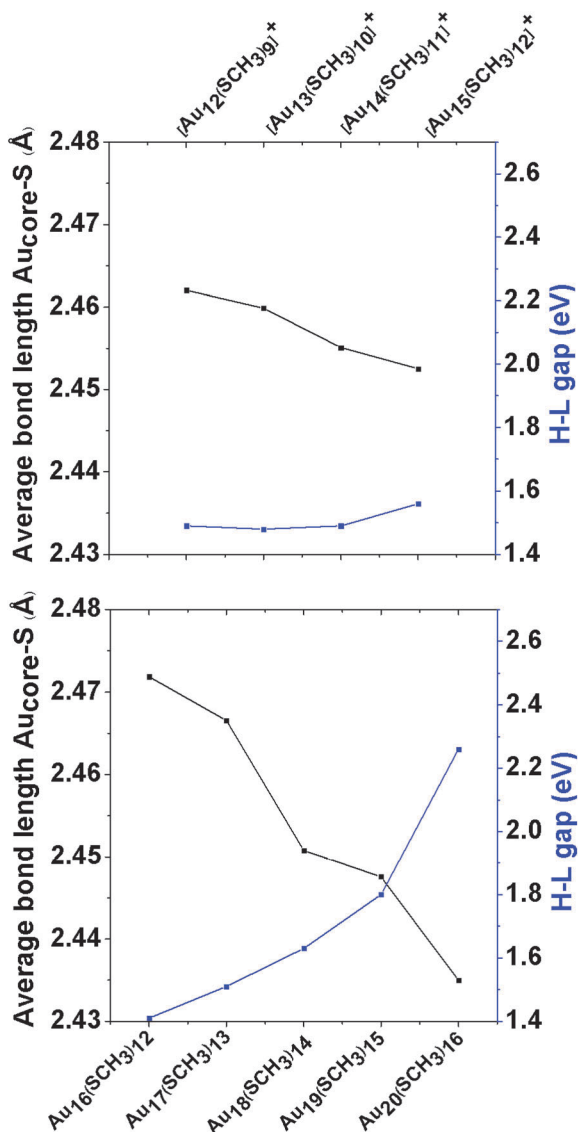 [Au12(SCH3)9]+
[Au13(SCH3)10]+
[Au14(SCH3)11]+
[Au15(SCH3)12]+
Average bond length Aucore-S (Å)
2.48
2.47
2.46
2.45
2.44
2.43
2.6
2.4
2.2
2.0
1.8
1.6
1.4
H-L gap (eV)
Average bond length Aucore-S (Å)
2.48
2.47
2.46
2.45
2.44
2.43
2.6
2.4
2.2
2.0
1.8
1.6
1.4
H-L gap (eV)
Au16(SCH3)12
Au17(SCH3)13
Au18(SCH3)14
Au19(SCH3)15
Au20(SCH3)16